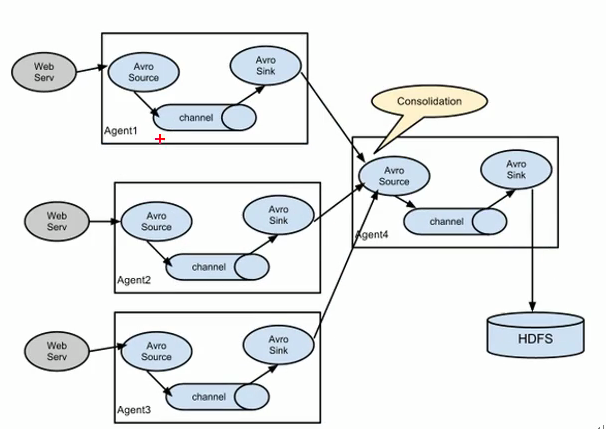 Web
Serv
Avro
Source
Avro
Sink
channel
Agent1
Consolidation
Web
Serv
Avro
Source
Avro
Sink
channel
Agent2
Avro
Source
Avro
Sink
channel
Agent4
Web
Serv
Avro
Source
Avro
Sink
channel
Agent3
HDFS